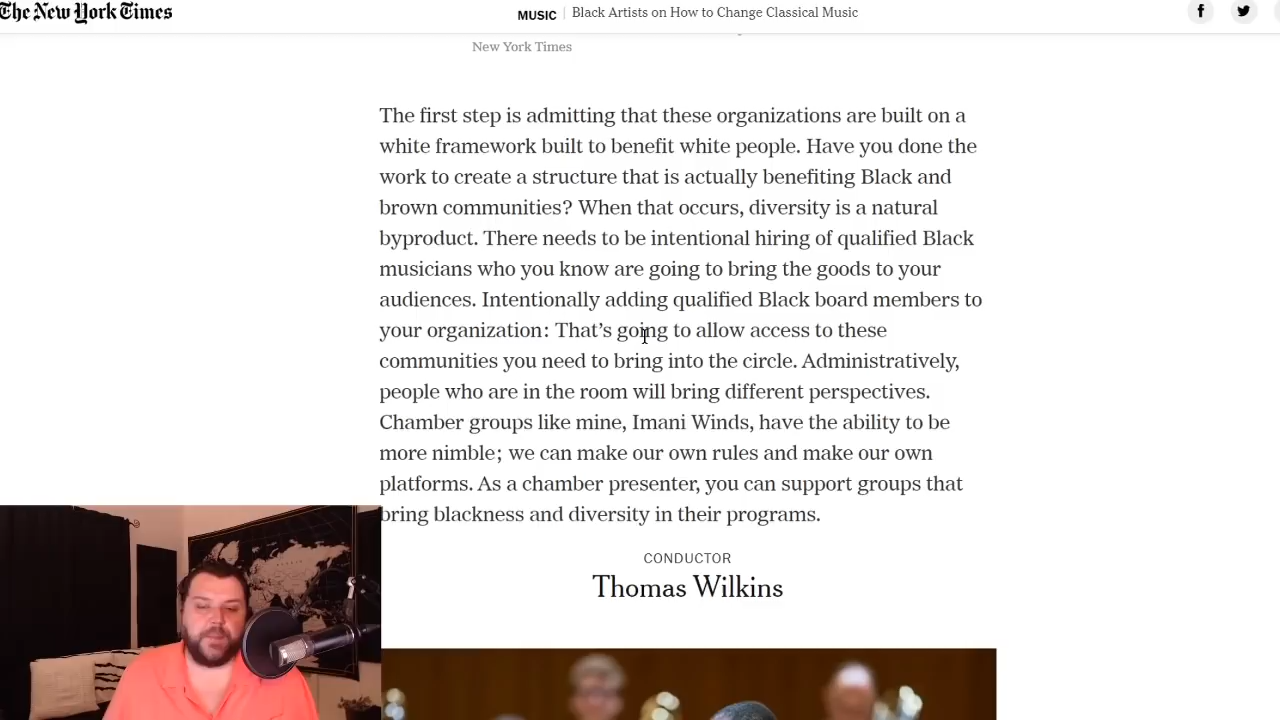 The New York Times
MUSIC | Black Artists on How to Change Classical Music
New York Times
The first step is admitting that these organizations are built on a
white framework built to benefit white people. Have you done the
work to create a structure that is actually benefiting Black and
brown communities? When that occurs, diversity is a natural
byproduct. There needs to be intentional hiring of qualified Black
musicians who you know are going to bring the goods to your
audiences. Intentionally adding qualified Black board members to
your organization: That’s going to allow access to these
communities you need to bring into the circle. Administratively,
people who are in the room will bring different perspectives.
Chamber groups like mine, Imani Winds, have the ability to be
more nimble; we can make our own rules and make our own
platforms. As a chamber presenter, you can support groups that
bring blackness and diversity in their programs.
CONDUCTOR
Thomas Wilkins